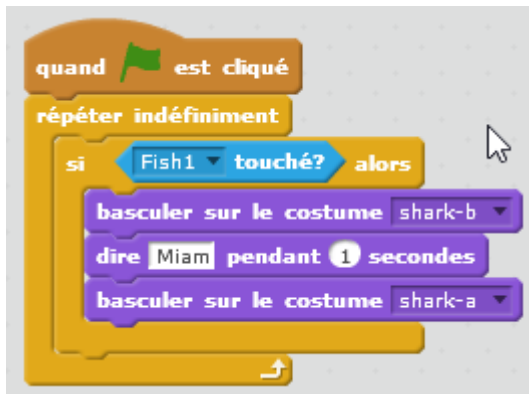 quand est cliqué
répéter indéfiniment
si Fish1 touché? alors
basculer sur le costume shark-b
dire Miam pendant 1 secondes
basculer sur le costume shark-a